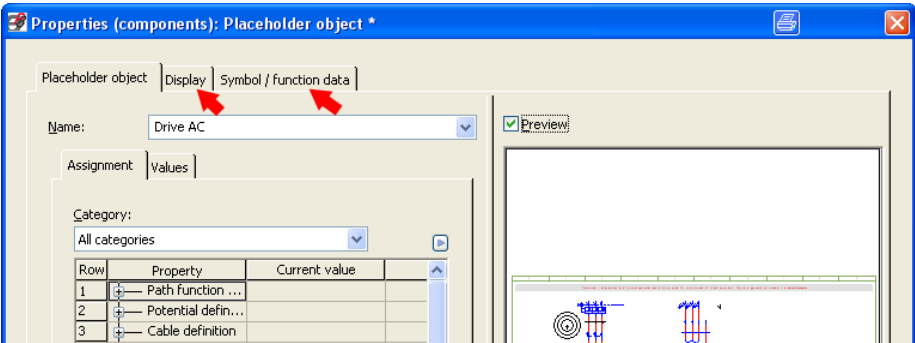 Properties (components): Placeholder object *
Placeholder object Display Symbol / function data
Name: Drive AC
Preview
Assignment Values
Category:
All categories
Row Property Current value
1 Path function ...
2 Potential defin...
3 Cable definition